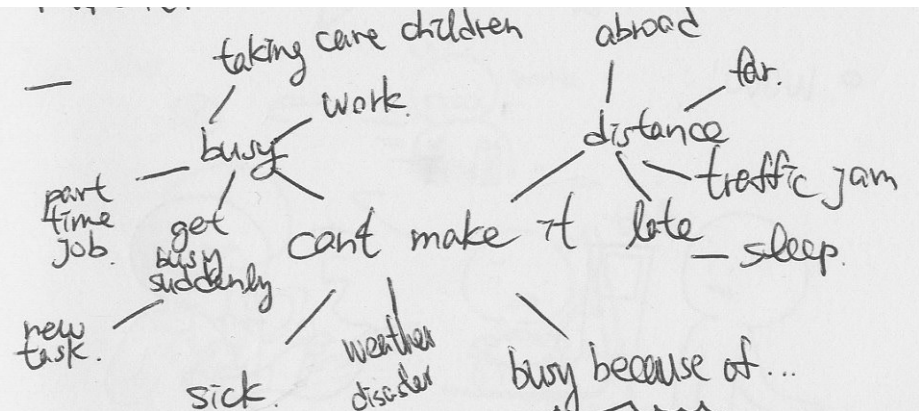 taking care children
abroad
far.
work.
busy
distance
part
time
job.
get
busy
suddenly
can't make it
late
traffic jam
sleep.
new
task.
sick.
weather
disaster
busy because of...